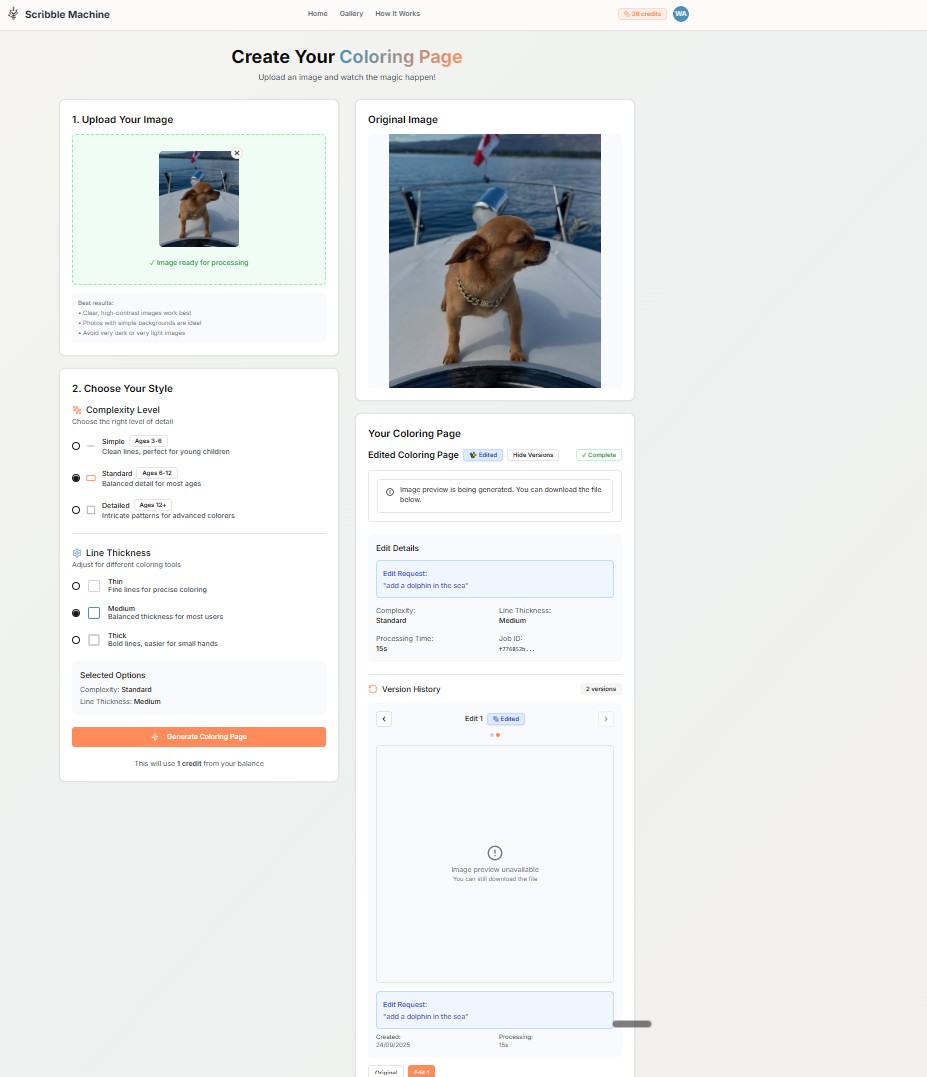 Scribble Machine
Home Gallery How It Works
28 credits
WA
Create Your Coloring Page
Upload an image and watch the magic happen!
1. Upload Your Image
✓ Image ready for processing
Best results:
• Clear, high-contrast images work best
• Photos with simple backgrounds are ideal
• Avoid very dark or very light images
2. Choose Your Style
Complexity Level
Choose the right level of detail
Simple Ages 3-6
Clean lines, perfect for young children
Standard Ages 6-12
Balanced detail for most ages
Detailed Ages 12+
Intricate patterns for advanced colorers
Line Thickness
Adjust for different coloring tools
Thin
Fine lines for precise coloring
Medium
Balanced thickness for most users
Thick
Bold lines, easier for small hands
Selected Options
Complexity: Standard
Line Thickness: Medium
Generate Coloring Page
This will use 1 credit from your balance
Original Image
Your Coloring Page
Edited Coloring Page Edited Hide Versions ✓ Complete
Image preview is being generated. You can download the file
below.
Edit Details
Edit Request:
"add a dolphin in the sea"
Complexity: Line Thickness:
Standard Medium
Processing Time: Job ID:
15s f776852b...
Version History 2 versions
Edit 1 Edited
Image preview unavailable
You can still download the file
Edit Request:
"add a dolphin in the sea"
Created: Processing:
24/09/2025 15s
Original Edit 1